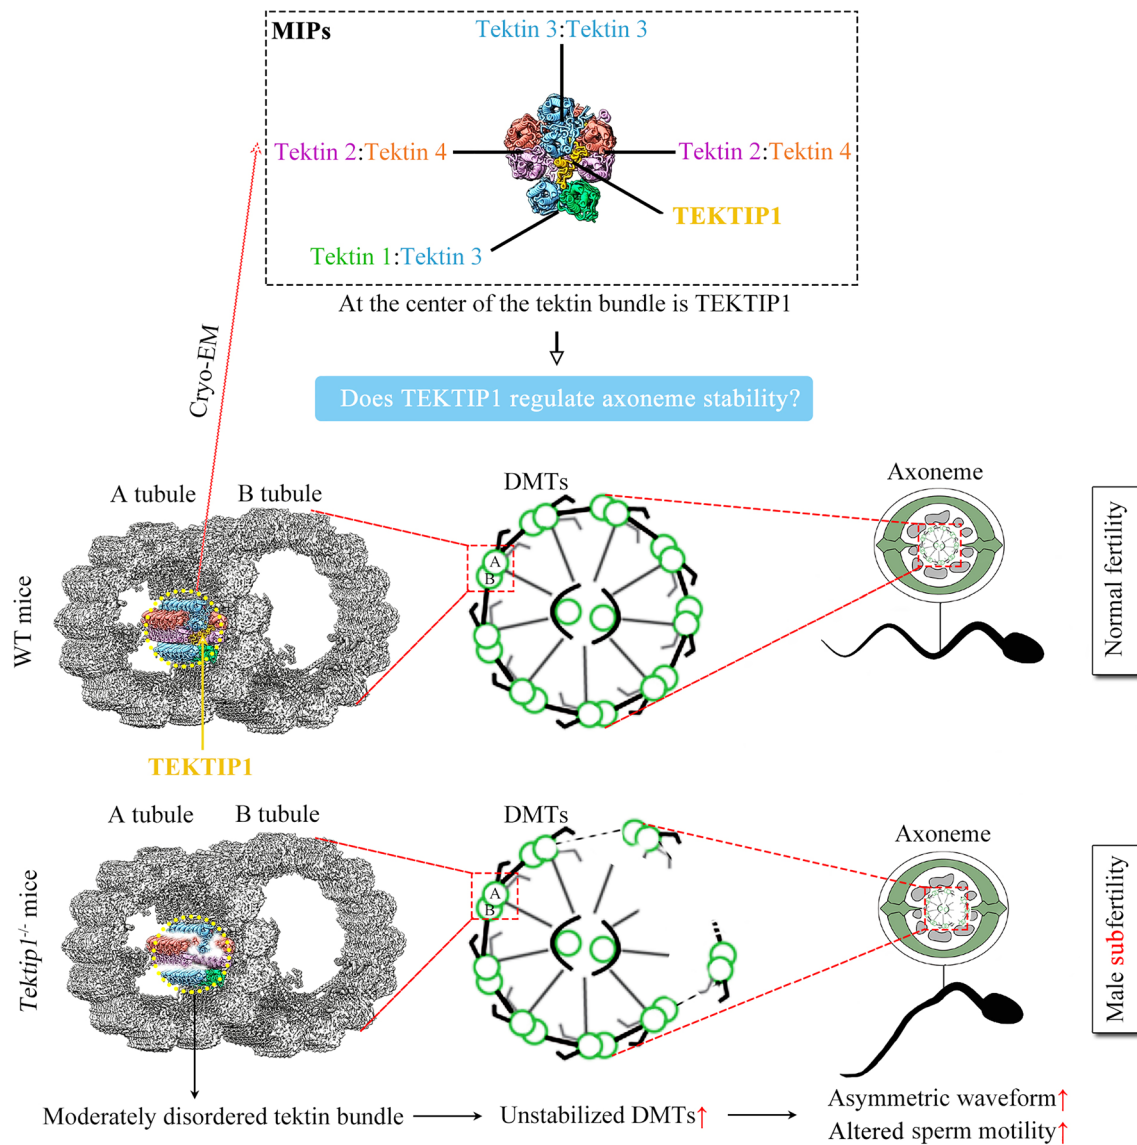 MIPs
Tektin 3:Tektin 3
Tektin 2:Tektin 4
Tektin 2:Tektin 4
TEKTIP1
Tektin 1:Tektin 3
At the center of the tektin bundle is TEKTIP1
Cryo-EM
Does TEKTIP1 regulate axoneme stability?
WT mice
A tubule
B tubule
DMTs
Axoneme
A
B
TEKTIP1
Normal fertility
Tektip1-/- mice
A tubule
B tubule
DMTs
Axoneme
A
B
Male subfertility
Moderately disordered tektin bundle
Unstabilized DMTs↑
Asymmetric waveform↑
Altered sperm motility↑